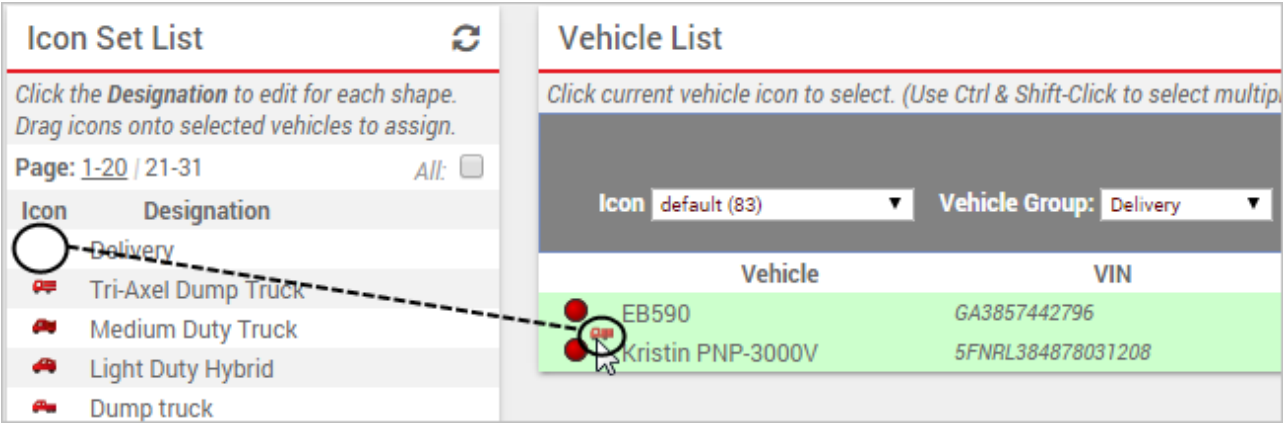 Icon Set List
Click the Designation to edit for each shape.
Drag icons onto selected vehicles to assign.
Page: 1-20 / 21-31 All:
Icon Designation
Delivery
Tri-Axel Dump Truck
Medium Duty Truck
Light Duty Hybrid
Dump truck
Vehicle List
Click current vehicle icon to select. (Use Ctrl & Shift-Click to select multip
Icon default (83) Vehicle Group: Delivery
Vehicle VIN
EB590 GA3857442796
Kristin PNP-3000V 5FNRL384878031208